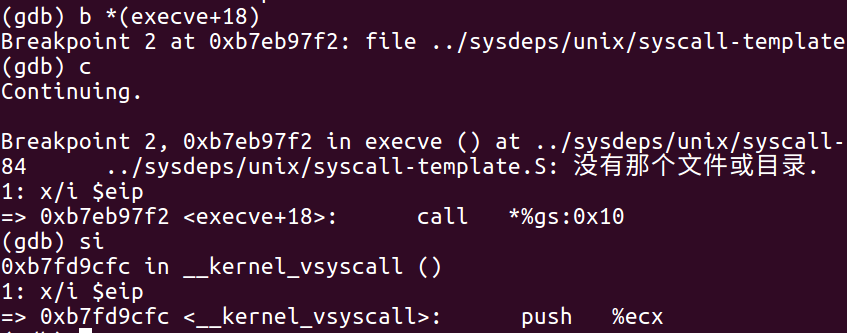 (gdb) b *(execve+18)
Breakpoint 2 at 0xb7eb97f2: file ../sysdeps/unix/syscall-template
(gdb) c
Continuing.
Breakpoint 2, 0xb7eb97f2 in execve () at ../sysdeps/unix/syscall-
84      ../sysdeps/unix/syscall-template.S: 没有那个文件或目录.
1: x/i $eip
=> 0xb7eb97f2 <execve+18>:      call   *%gs:0x10
(gdb) si
0xb7fd9cfc in __kernel_vsyscall ()
1: x/i $eip
=> 0xb7fd9cfc <__kernel_vsyscall>:      push   %ecx